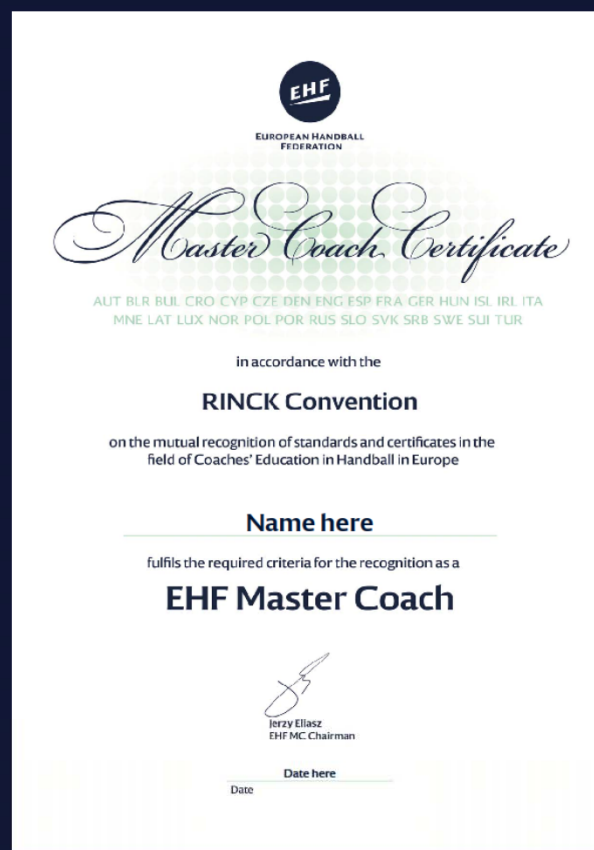 EHF
EUROPEAN HANDBALL
FEDERATION
Master Coach Certificate
AUT BLR BUL CRO CYP CZE DEN ENG ESP FRA GER HUN ISL IRL ITA
MNE LAT LUX NOR POL POR RUS SLO SVK SRB SWE SUI TUR
in accordance with the
RINCK Convention
on the mutual recognition of standards and certificates in the
field of Coaches' Education in Handball in Europe
Name here
fulfils the required criteria for the recognition as a
EHF Master Coach
Jerzy Eliasz
EHF MC Chairman
Date here
Date